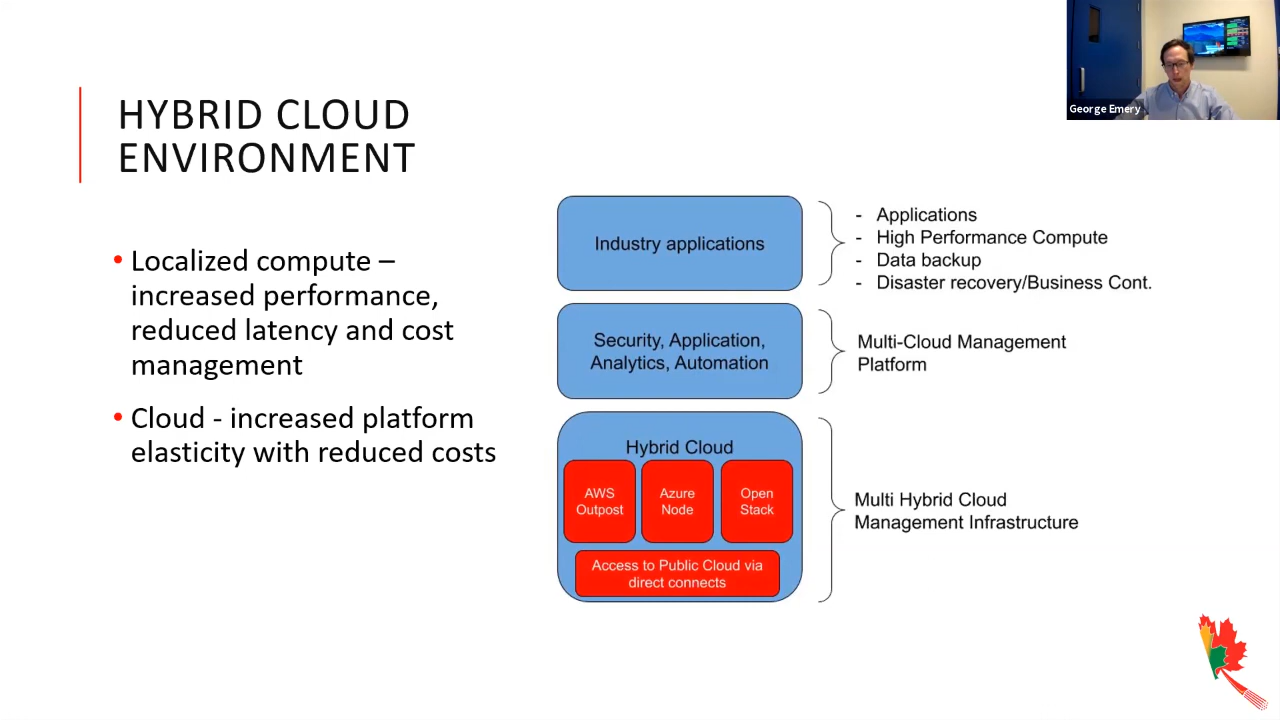 HYBRID CLOUD
ENVIRONMENT
• Localized compute –
increased performance,
reduced latency and cost
management
• Cloud - increased platform
elasticity with reduced costs
Industry applications
- Applications
- High Performance Compute
- Data backup
- Disaster recovery/Business Cont.
Security, Application,
Analytics, Automation
Multi-Cloud Management
Platform
Hybrid Cloud
AWS
Outpost
Azure
Node
Open
Stack
Access to Public Cloud via
direct connects
Multi Hybrid Cloud
Management Infrastructure
George Emery